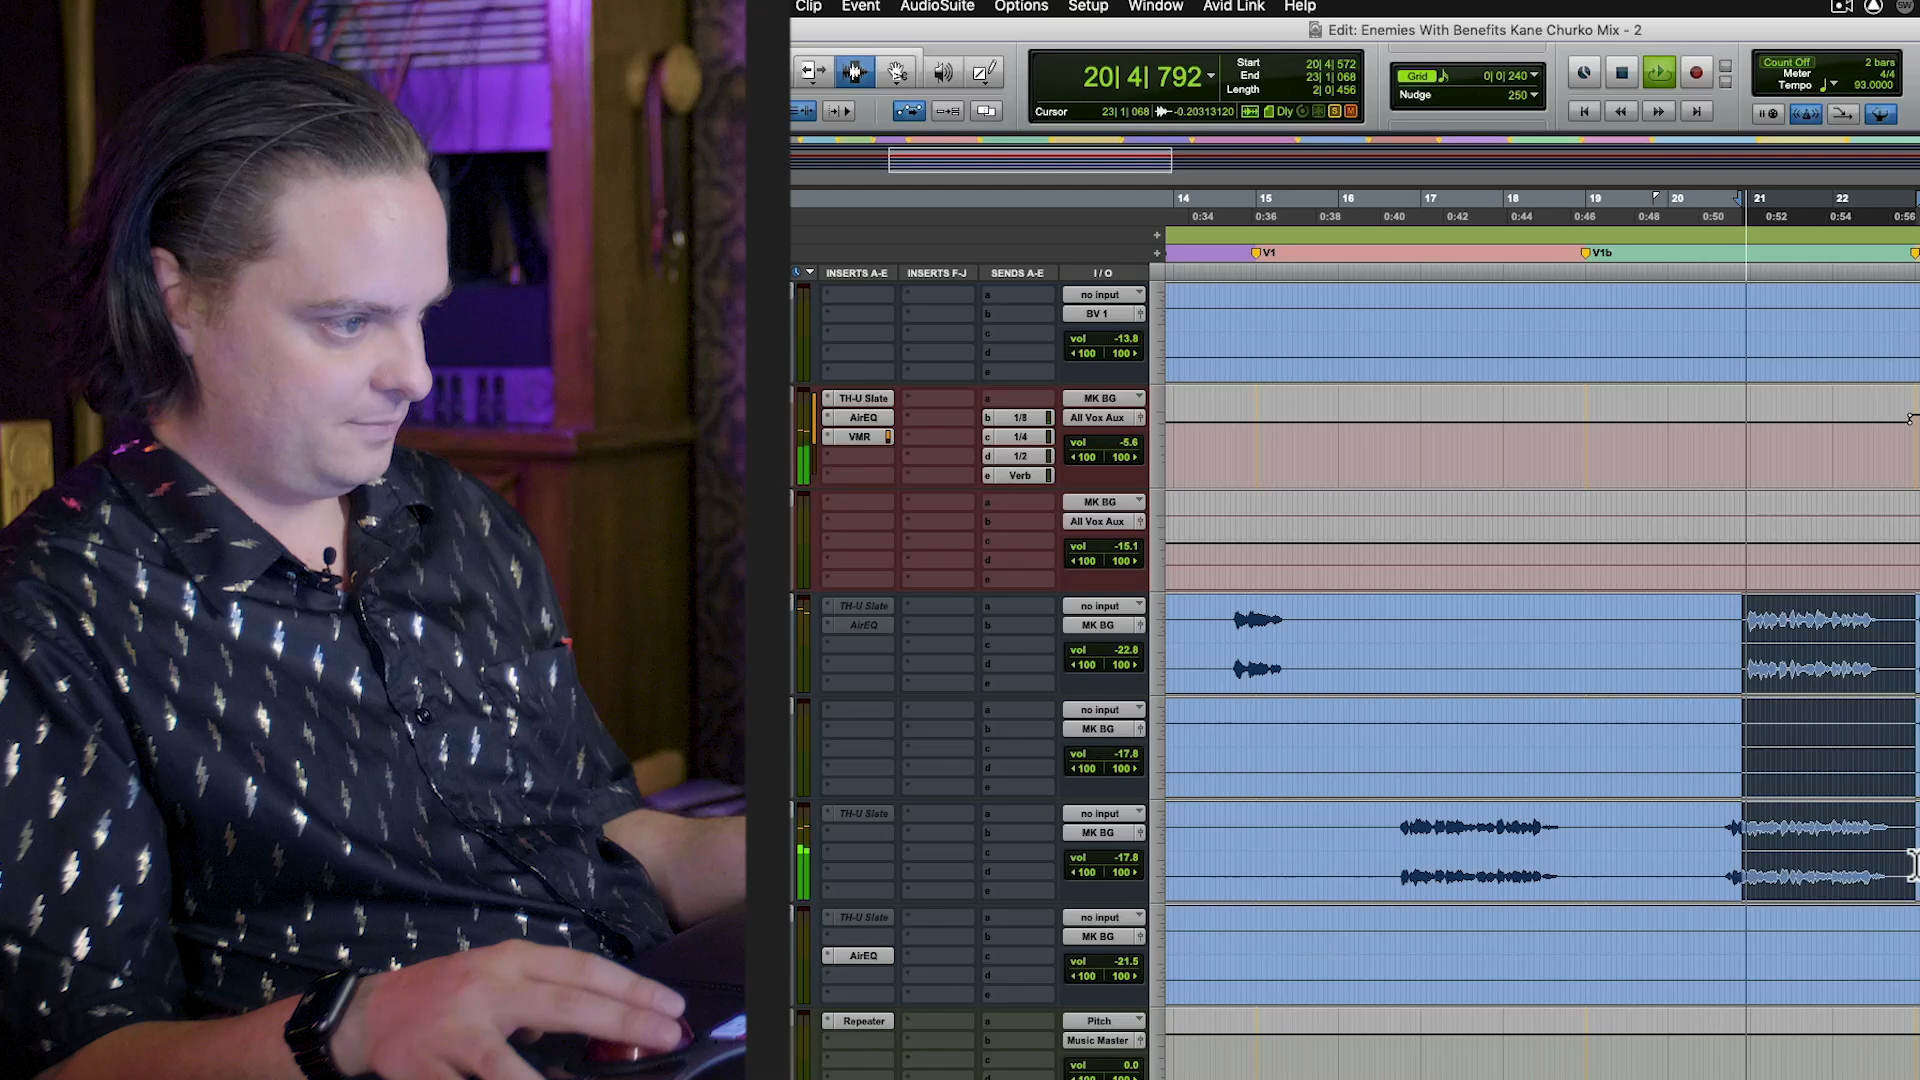 Clip Event AudioSuite Options Setup Window Avid Link Help
Edit: Enemies With Benefits Kane Churko Mix - 2
20| 4| 792
Start 20| 4| 572
End 23| 1| 068
Length 2| 0| 456
Cursor 23| 1| 068 -0.20313120 Dly S M
Grid 0| 0| 240
Nudge 250
Count Off 2 bars
Meter 4/4
Tempo 93.0000
14 15 16 17 18 19 20 21 22
0:34 0:36 0:38 0:40 0:42 0:44 0:46 0:48 0:50 0:52 0:54 0:56
V1 V1b
INSERTS A-E INSERTS F-J SENDS A-E I / O
a no input
b BV 1
c vol -13.8
d 100 100
e
TH-U Slate a MK BG
AirEQ b 1/8 All Vox Aux
VMR c 1/4 vol -5.6
d 1/2 100 100
e Verb
a MK BG
b All Vox Aux
c vol -15.1
d 100 100
e
TH-U Slate a no input
AirEQ b MK BG
c vol -22.8
d 100 100
e
a no input
b MK BG
c vol -17.8
d 100 100
e
TH-U Slate a no input
b MK BG
c vol -17.8
d 100 100
e
TH-U Slate a no input
b MK BG
AirEQ c vol -21.5
d 100 100
e
Repeater a Pitch
b Music Master
c vol 0.0
d 100 100